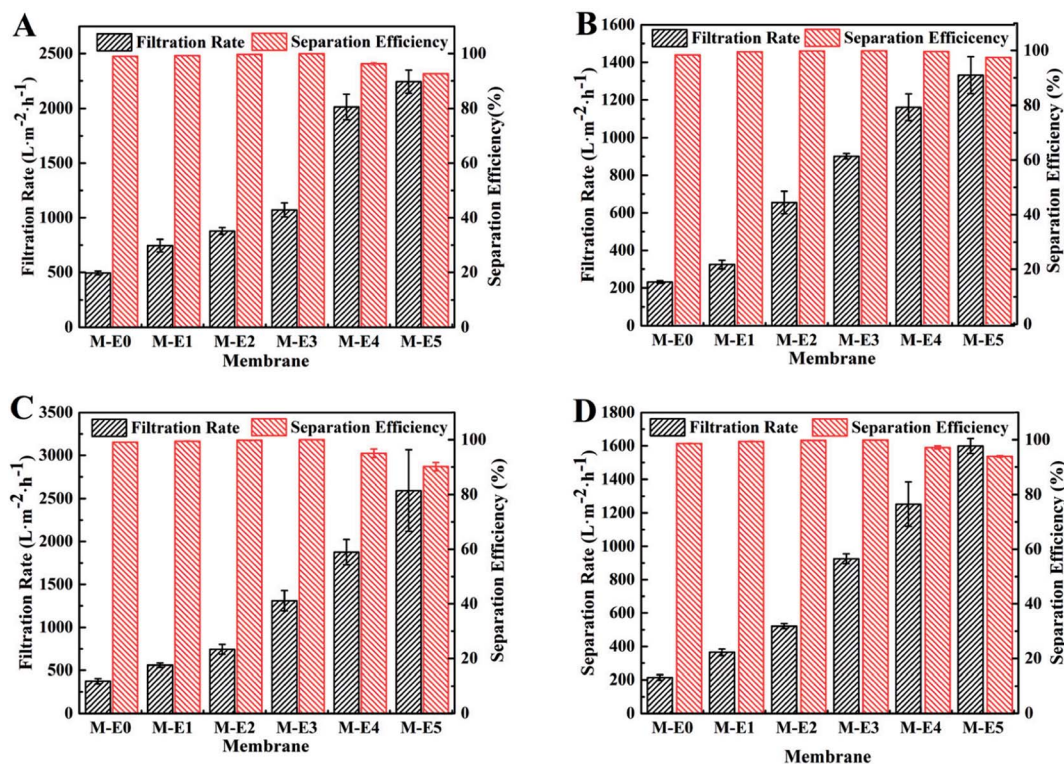 A
Filtration Rate Separation Efficiency
Filtration Rate (L·m⁻²·h⁻¹)
2500
2000
1500
1000
500
0
Separation Efficiency(%)
100
80
60
40
20
0
M-E0 M-E1 M-E2 M-E3 M-E4 M-E5
Membrane
B
Filtration Rate Separation Efficiency
Filtration Rate (L·m⁻²·h⁻¹)
1600
1400
1200
1000
800
600
400
200
0
Separation Efficiency (%)
100
80
60
40
20
0
M-E0 M-E1 M-E2 M-E3 M-E4 M-E5
Membrane
C
Filtration Rate Separation Efficiency
Filtration Rate (L·m⁻²·h⁻¹)
3500
3000
2500
2000
1500
1000
500
0
Separation Efficiency (%)
100
80
60
40
20
0
M-E0 M-E1 M-E2 M-E3 M-E4 M-E5
Membrane
D
Filtration Rate Separation Efficiency
Separation Rate (L·m⁻²·h⁻¹)
1800
1600
1400
1200
1000
800
600
400
200
0
Separation Efficiency (%)
100
80
60
40
20
0
M-E0 M-E1 M-E2 M-E3 M-E4 M-E5
Membrane